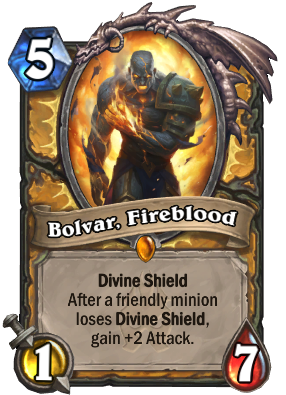 5
Bolvar, Fireblood
Divine Shield
After a friendly minion
loses Divine Shield,
gain +2 Attack.
1
7